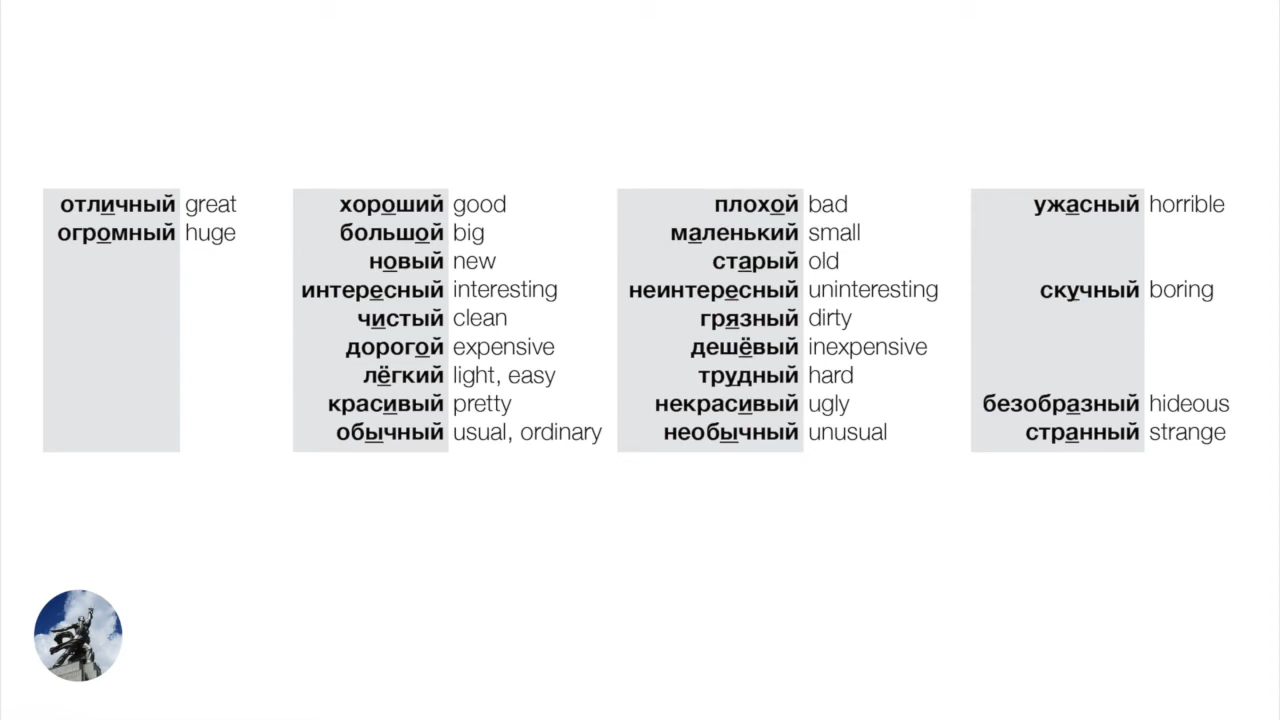 отличный great
огромный huge
хороший good
большой big
новый new
интересный interesting
чистый clean
дорогой expensive
лёгкий light, easy
красивый pretty
обычный usual, ordinary
плохой bad
маленький small
старый old
неинтересный uninteresting
грязный dirty
дешёвый inexpensive
трудный hard
некрасивый ugly
необычный unusual
ужасный horrible
скучный boring
безобразный hideous
странный strange